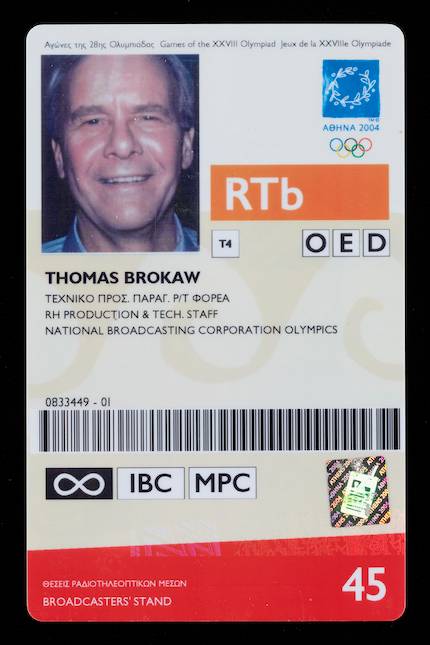 Αγώνες της 28ης Ολυμπιάδας Games of the XXVIII Olympiad Jeux de la XXVIIIe Olympiade
TM©
ΑΘΗΝΑ 2004
RTb
T4 O E D
THOMAS BROKAW
ΤΕΧΝΙΚΟ ΠΡΟΣ. ΠΑΡΑΓ. Ρ/Τ ΦΟΡΕΑ
RH PRODUCTION & TECH. STAFF
NATIONAL BROADCASTING CORPORATION OLYMPICS
0833449 - 01
∞ IBC MPC
ΘΕΣΕΙΣ ΡΑΔΙΟΤΗΛΕΟΠΤΙΚΩΝ ΜΕΣΩΝ
BROADCASTERS' STAND
45